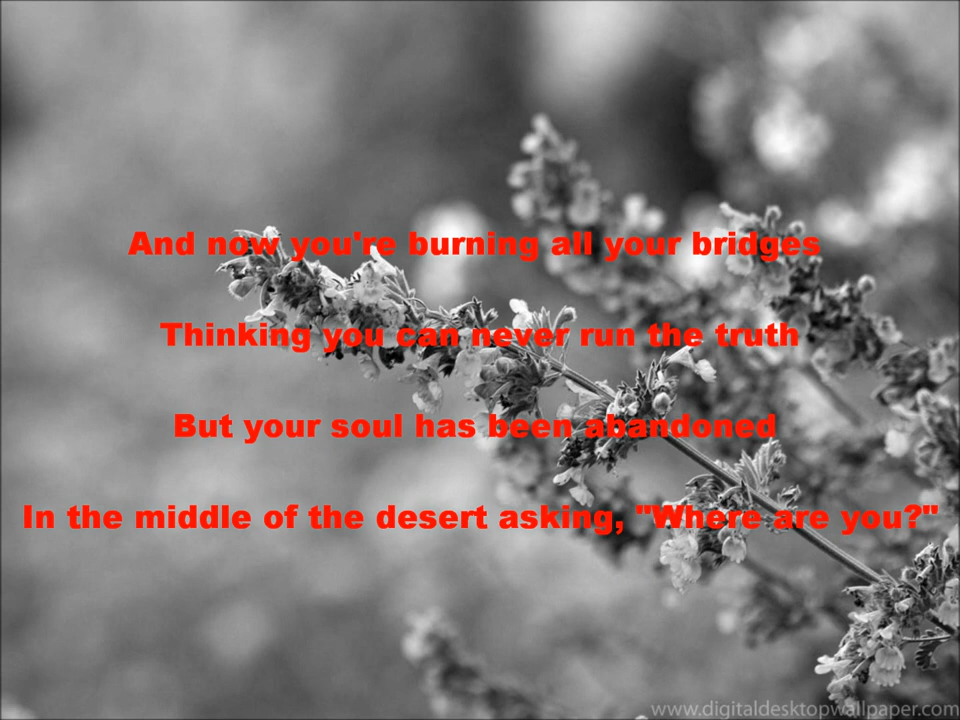 And now you're burning all your bridges
Thinking you can never run the truth
But your soul has been abandoned
In the middle of the desert asking, "Where are you?"
www.digitaldesktopwallpaper.com